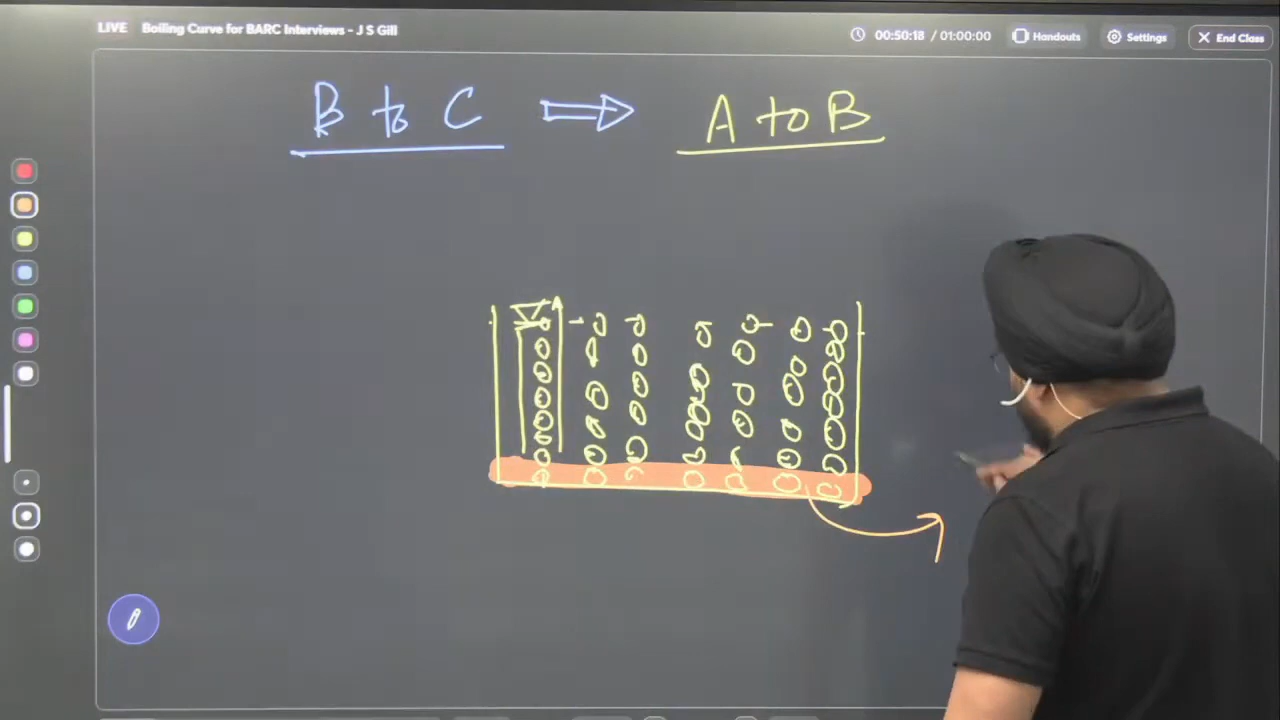 LIVE Boiling Curve for BARC Interviews - J S Gill
00:50:18 / 01:00:00 Handouts Settings End Class
B to C ⇒ A to B